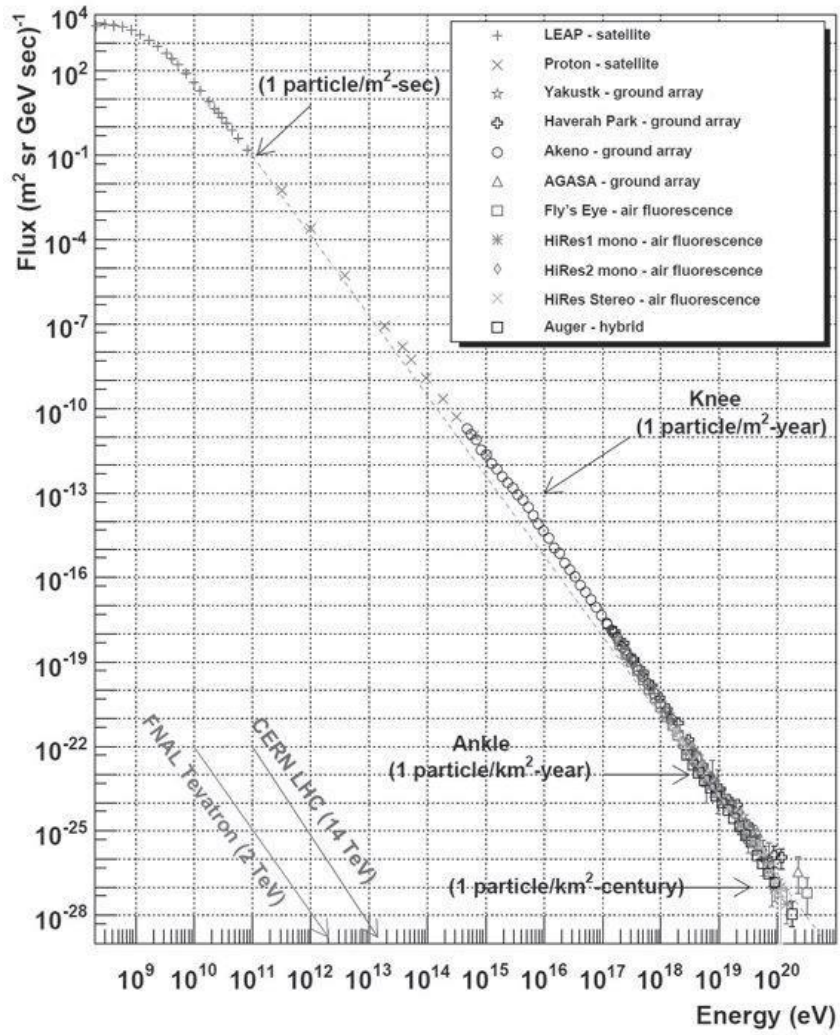 10⁴
10²
10⁻¹
10⁻⁴
10⁻⁷
10⁻¹⁰
10⁻¹³
10⁻¹⁶
10⁻¹⁹
10⁻²²
10⁻²⁵
10⁻²⁸
Flux (m² sr GeV sec)⁻¹
(1 particle/m²-sec)
LEAP - satellite
Proton - satellite
Yakustk - ground array
Haverah Park - ground array
Akeno - ground array
AGASA - ground array
Fly's Eye - air fluorescence
HiRes1 mono - air fluorescence
HiRes2 mono - air fluorescence
HiRes Stereo - air fluorescence
Auger - hybrid
Knee
(1 particle/m²-year)
Ankle
(1 particle/km²-year)
(1 particle/km²-century)
FNAL Tevatron (2 TeV)
CERN LHC (14 TeV)
10⁹ 10¹⁰ 10¹¹ 10¹² 10¹³ 10¹⁴ 10¹⁵ 10¹⁶ 10¹⁷ 10¹⁸ 10¹⁹ 10²⁰
Energy (eV)